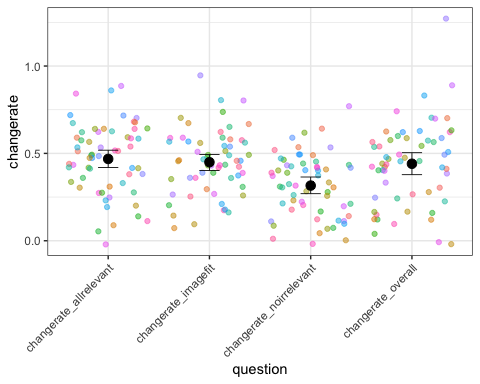 changerate
1.0
0.5
0.0
changerate_allrelevant
changerate_imagefit
changerate_noirrelevant
changerate_overall
question